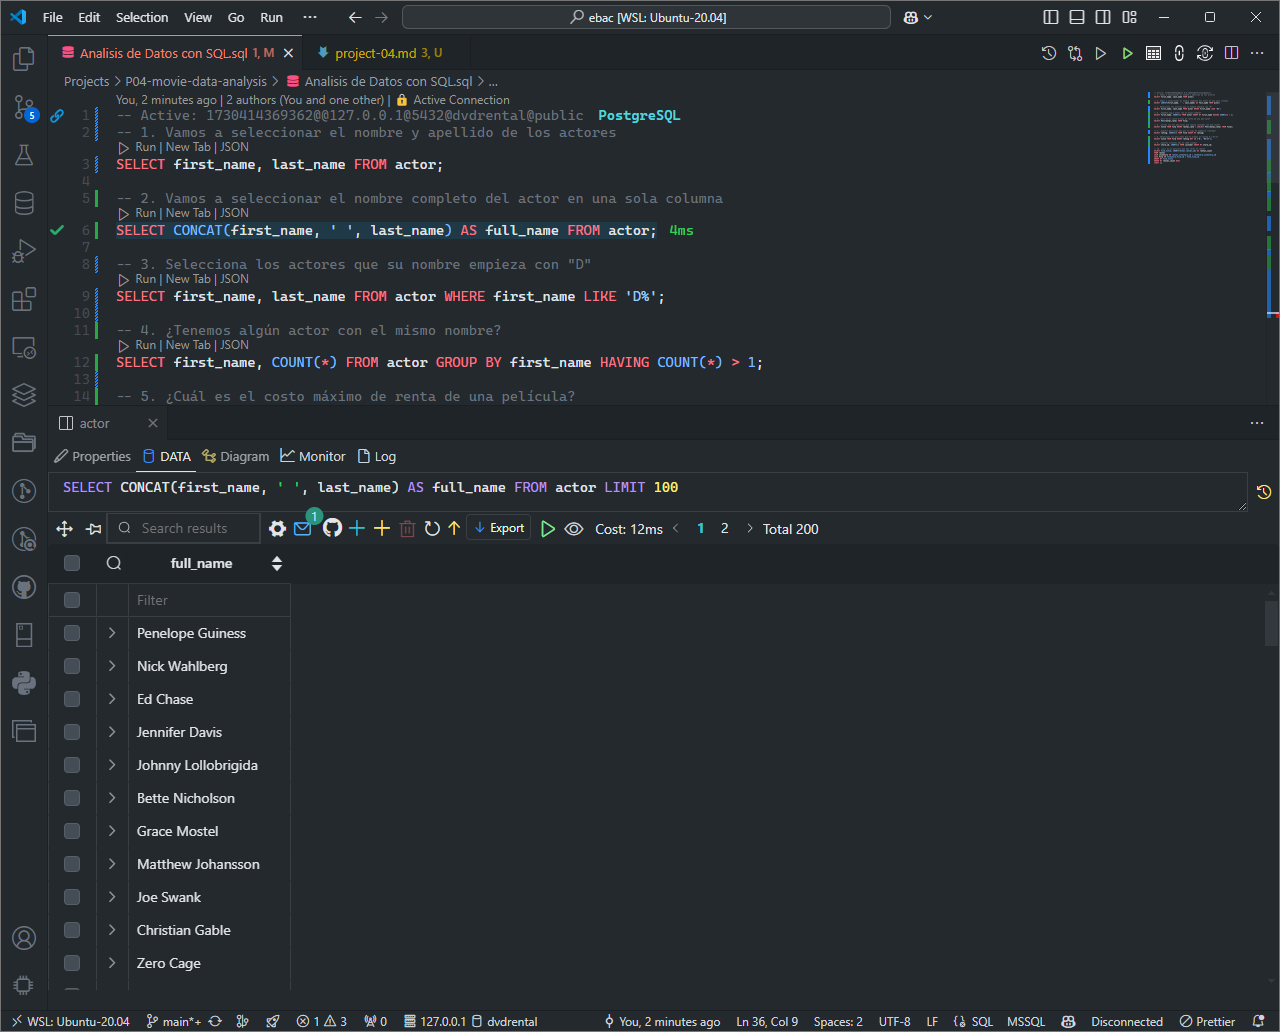 File Edit Selection View Go Run ··· ebac [WSL: Ubuntu-20.04]
Analisis de Datos con SQL.sql 1, M project-04.md 3, U
Projects > P04-movie-data-analysis > Analisis de Datos con SQL.sql > ...
You, 2 minutes ago | 2 authors (You and one other) | Active Connection
1 -- Active: 1730414369362@@127.0.0.1@5432@dvdrental@public PostgreSQL
2 -- 1. Vamos a seleccionar el nombre y apellido de los actores
Run | New Tab | JSON
3 SELECT first_name, last_name FROM actor;
4
5 -- 2. Vamos a seleccionar el nombre completo del actor en una sola columna
Run | New Tab | JSON
6 SELECT CONCAT(first_name, ' ', last_name) AS full_name FROM actor; 4ms
7
8 -- 3. Selecciona los actores que su nombre empieza con "D"
Run | New Tab | JSON
9 SELECT first_name, last_name FROM actor WHERE first_name LIKE 'D%';
10
11 -- 4. ¿Tenemos algún actor con el mismo nombre?
Run | New Tab | JSON
12 SELECT first_name, COUNT(*) FROM actor GROUP BY first_name HAVING COUNT(*) > 1;
13
14 -- 5. ¿Cuál es el costo máximo de renta de una película?
5
actor
Properties DATA Diagram Monitor Log
SELECT CONCAT(first_name, ' ', last_name) AS full_name FROM actor LIMIT 100
Search results 1 Export Cost: 12ms < 1 2 > Total 200
full_name
Filter
Penelope Guiness
Nick Wahlberg
Ed Chase
Jennifer Davis
Johnny Lollobrigida
Bette Nicholson
Grace Mostel
Matthew Johansson
Joe Swank
Christian Gable
Zero Cage
WSL: Ubuntu-20.04 main*+ 1 3 0 127.0.0.1 dvdrental You, 2 minutes ago Ln 36, Col 9 Spaces: 2 UTF-8 LF SQL MSSQL Disconnected Prettier